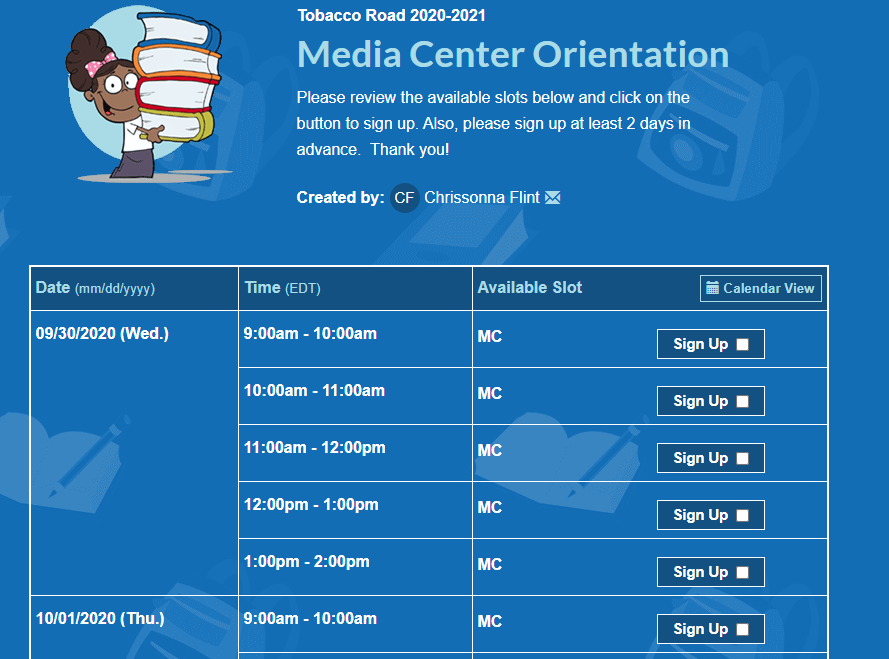 Tobacco Road 2020-2021
Media Center Orientation
Please review the available slots below and click on the
button to sign up. Also, please sign up at least 2 days in
advance.  Thank you!
Created by: CF Chrissonna Flint
Date (mm/dd/yyyy) Time (EDT) Available Slot Calendar View
09/30/2020 (Wed.) 9:00am - 10:00am MC Sign Up
10:00am - 11:00am MC Sign Up
11:00am - 12:00pm MC Sign Up
12:00pm - 1:00pm MC Sign Up
1:00pm - 2:00pm MC Sign Up
10/01/2020 (Thu.) 9:00am - 10:00am MC Sign Up